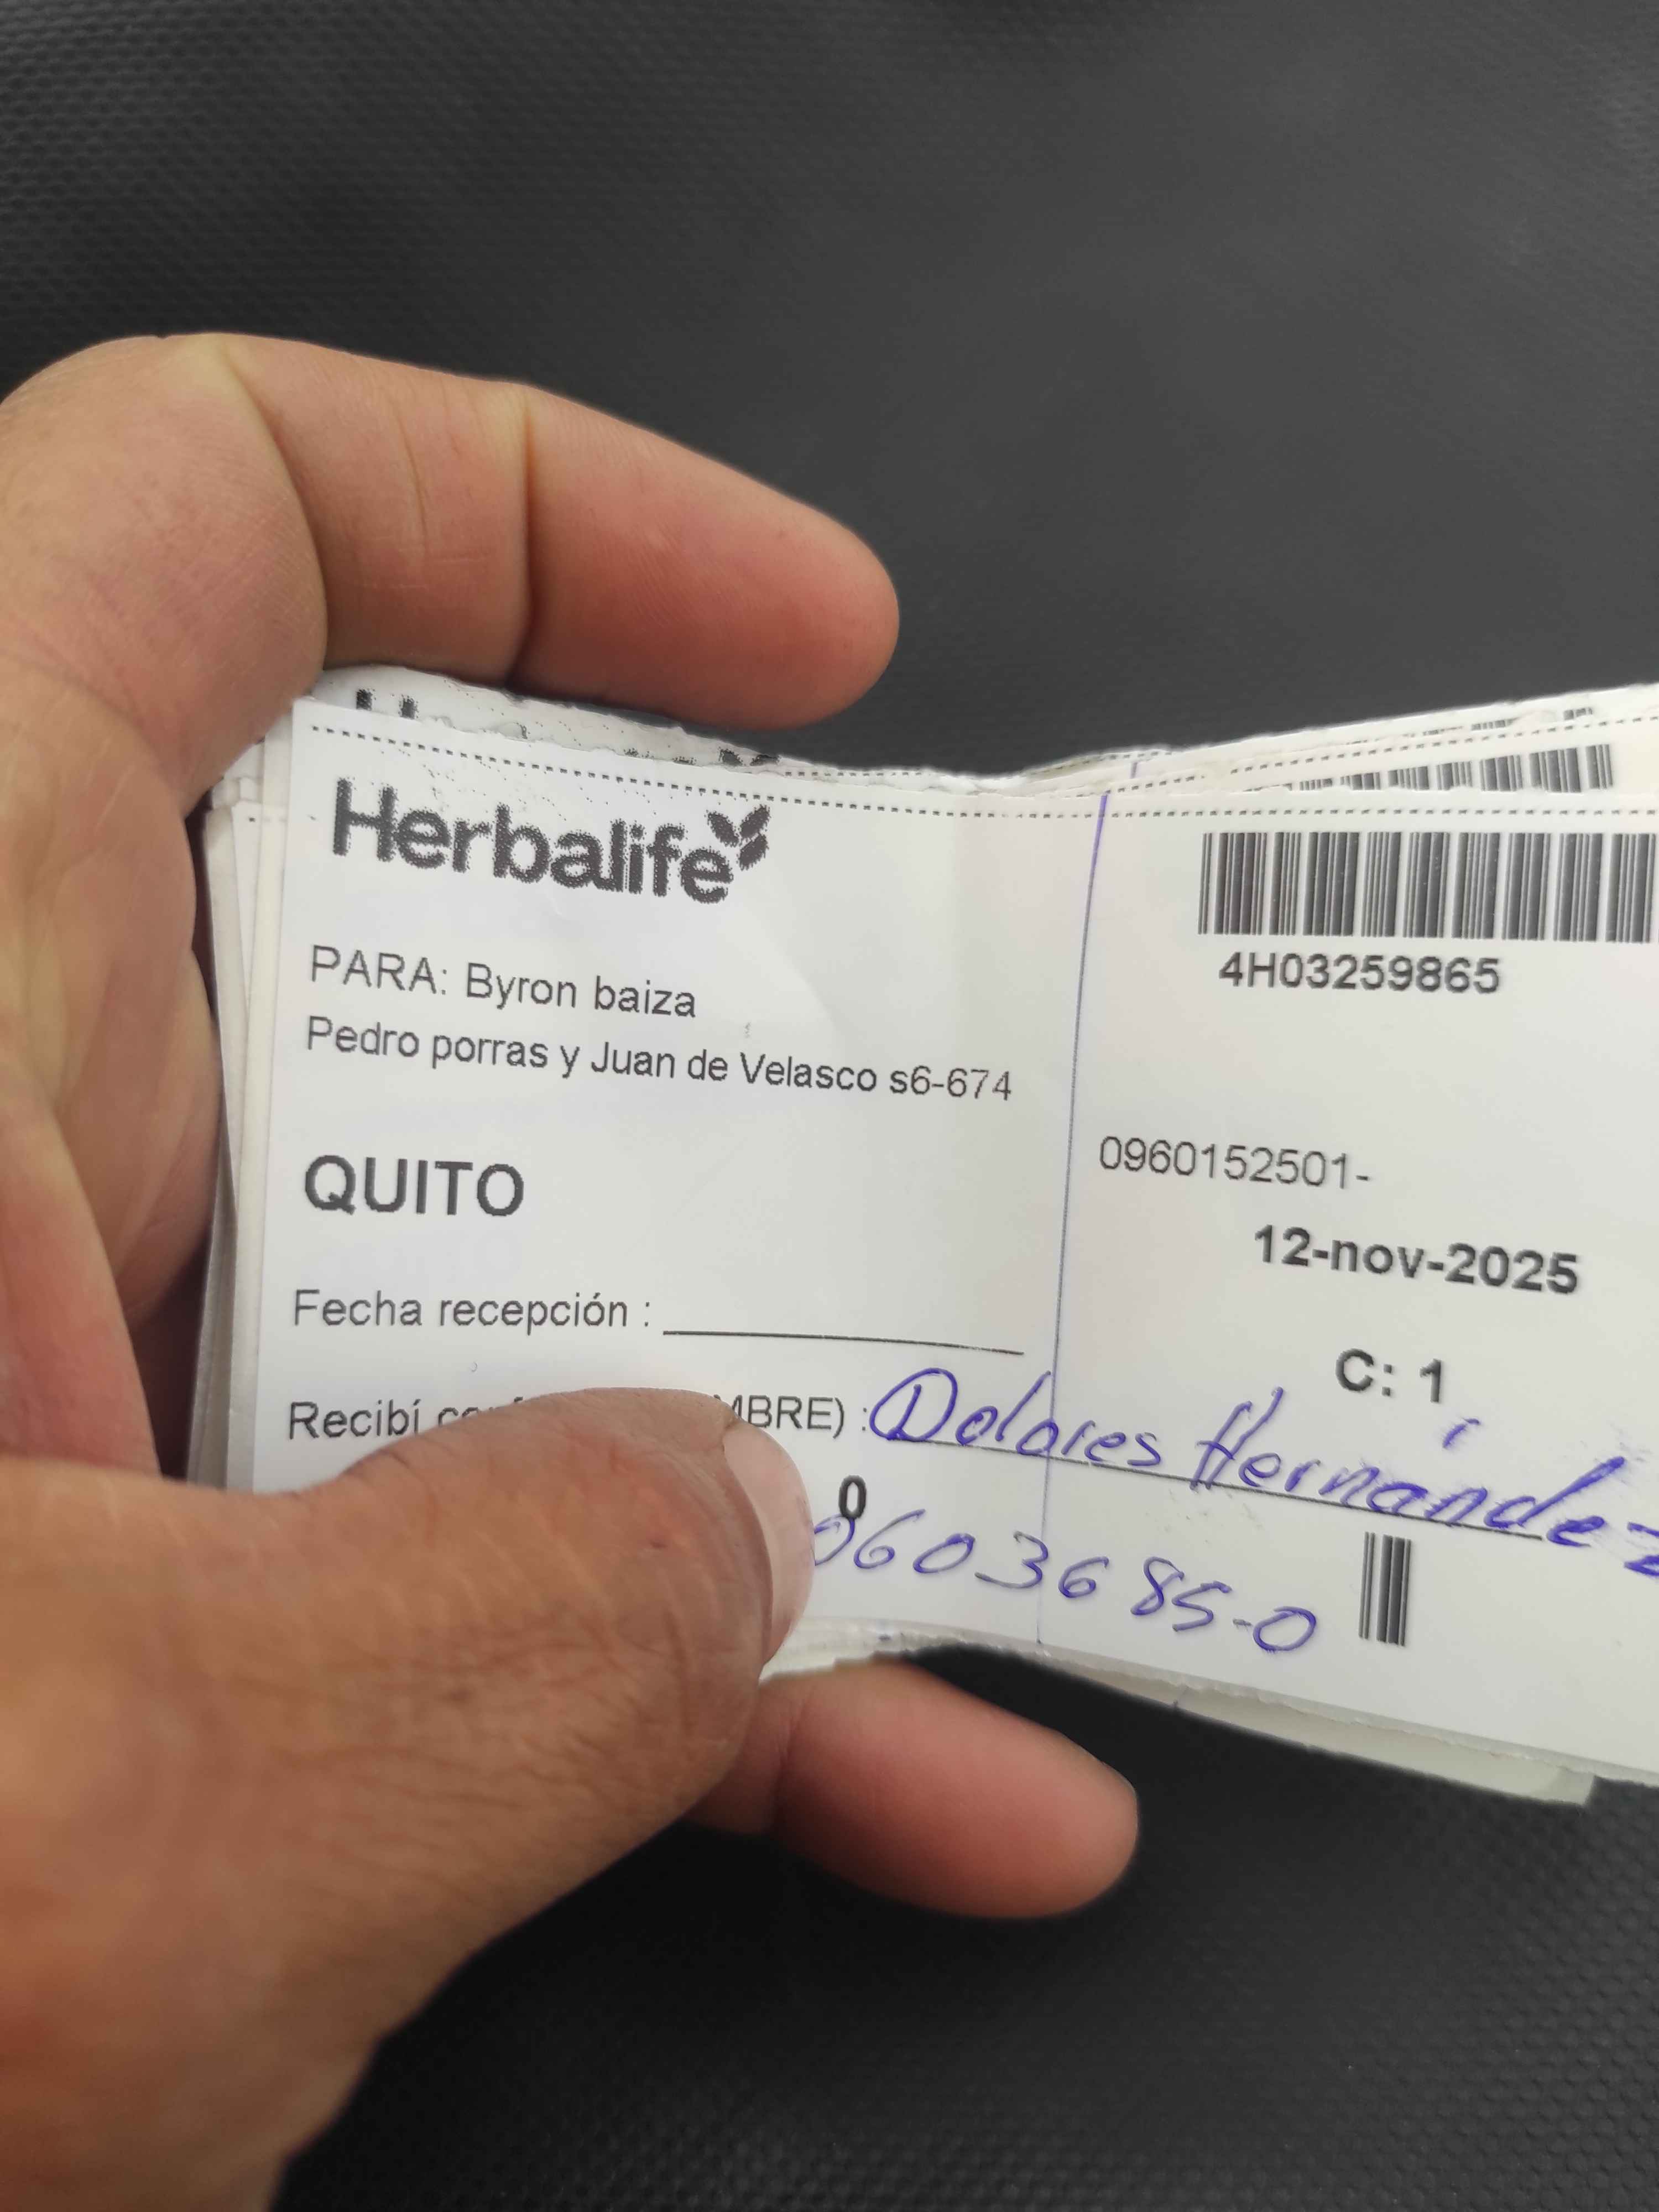 Herbalife
4H03259865
PARA: Byron baiza
Pedro porras y Juan de Velasco s6-674
0960152501-
QUITO
12-nov-2025
Fecha recepción :
C: 1
Recibí MBRE) : Dolores Hernández
0
0603685-0